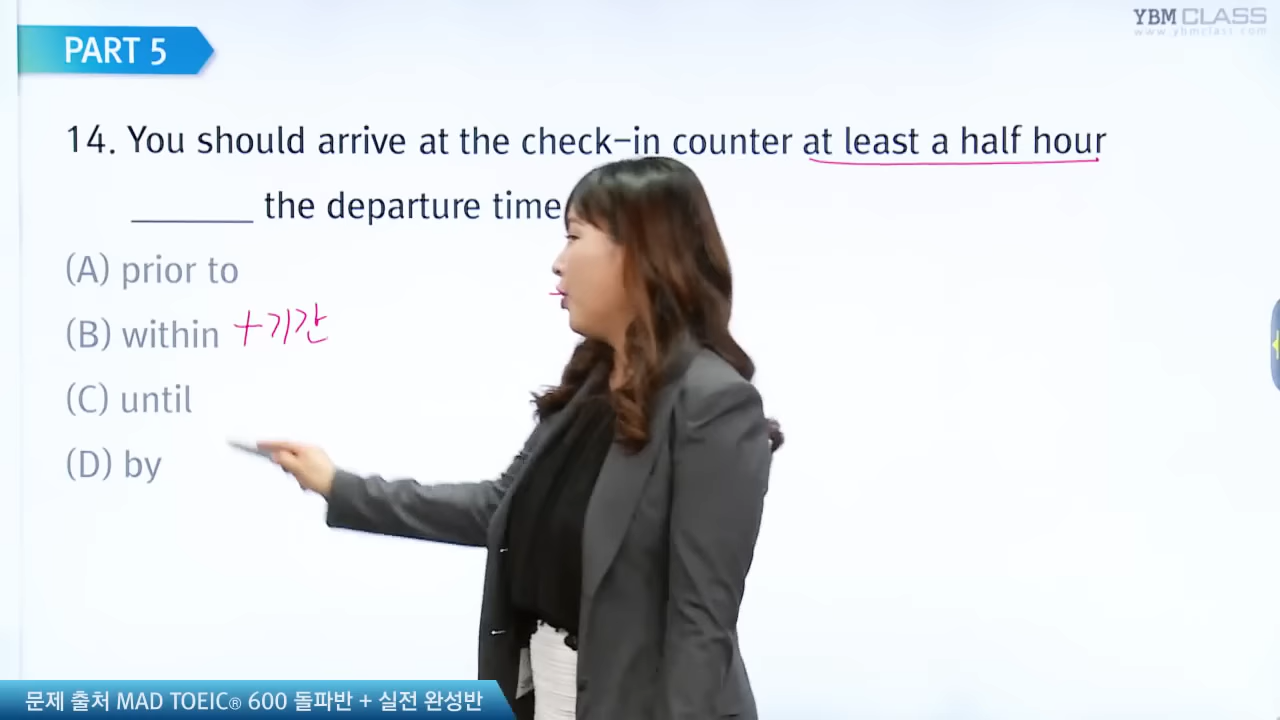 YBM CLASS
www.ybmclass.com
PART 5
14. You should arrive at the check-in counter at least a half hour
_______ the departure time
(A) prior to
(B) within +기간
(C) until
(D) by
문제 출처 MAD TOEIC® 600 돌파반 + 실전 완성반